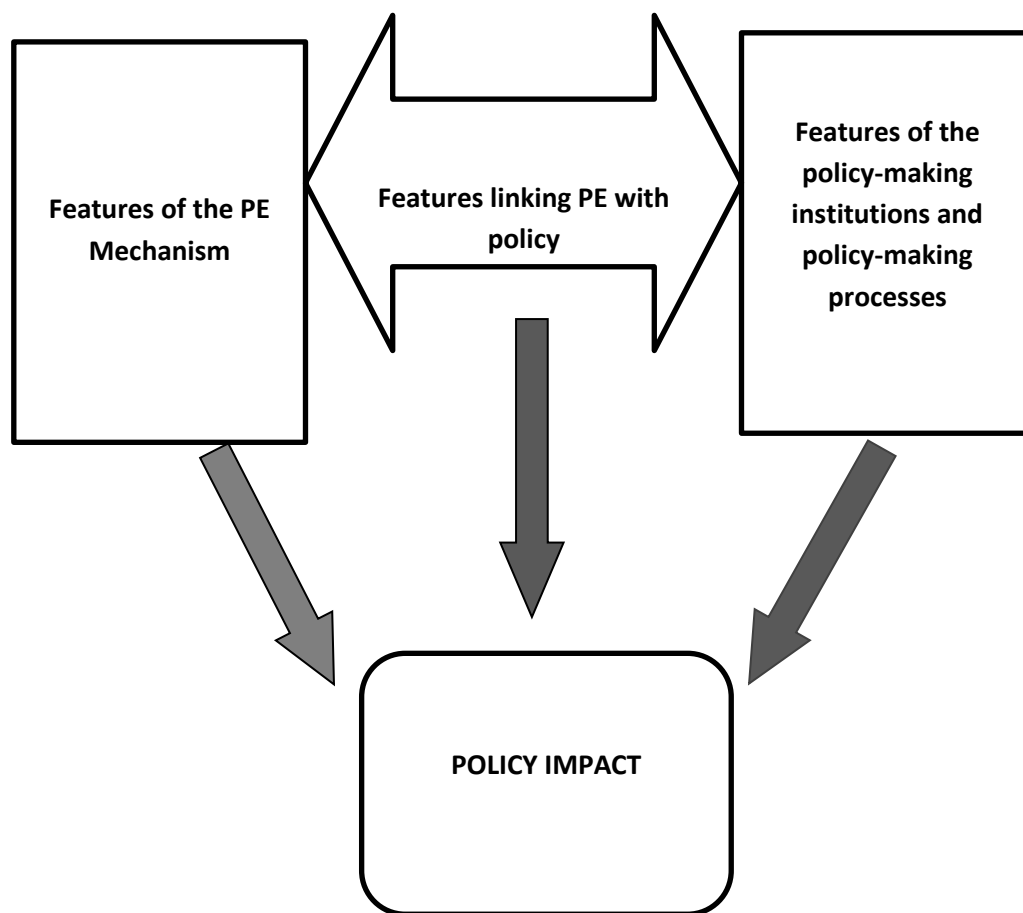 Features of the PE
Mechanism
Features linking PE with
policy
Features of the
policy-making
institutions and
policy-making
processes
POLICY IMPACT